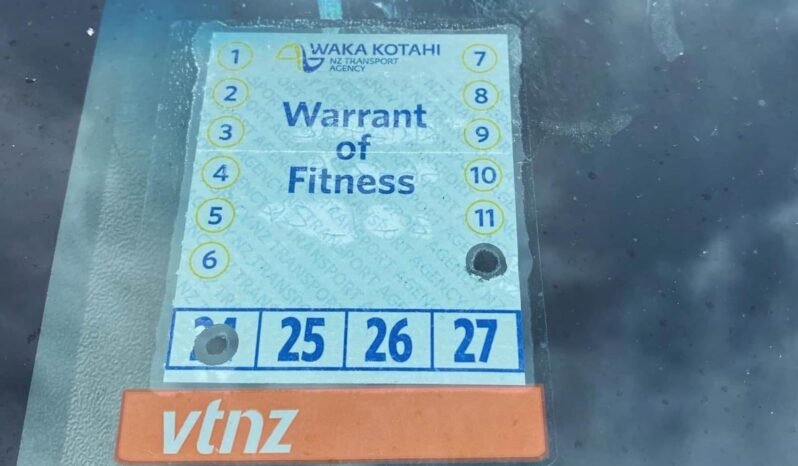 WAKA KOTAHI
NZ TRANSPORT
AGENCY
1
2
3
4
5
6
Warrant
of
Fitness
7
8
9
10
11
24 25 26 27
vtnz